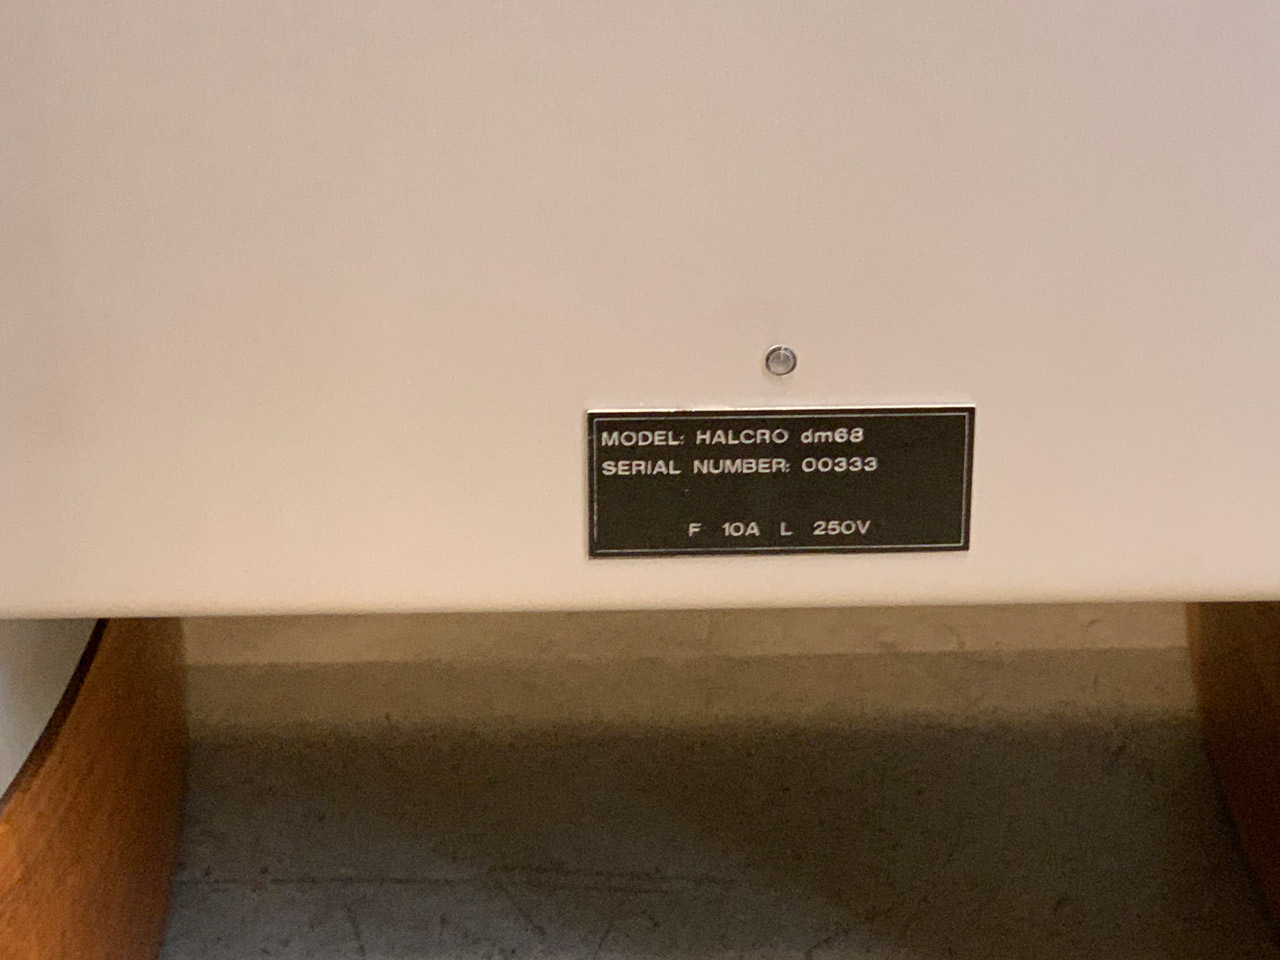 MODEL: HALCRO dm68
SERIAL NUMBER: 00333
F 10A L 250V